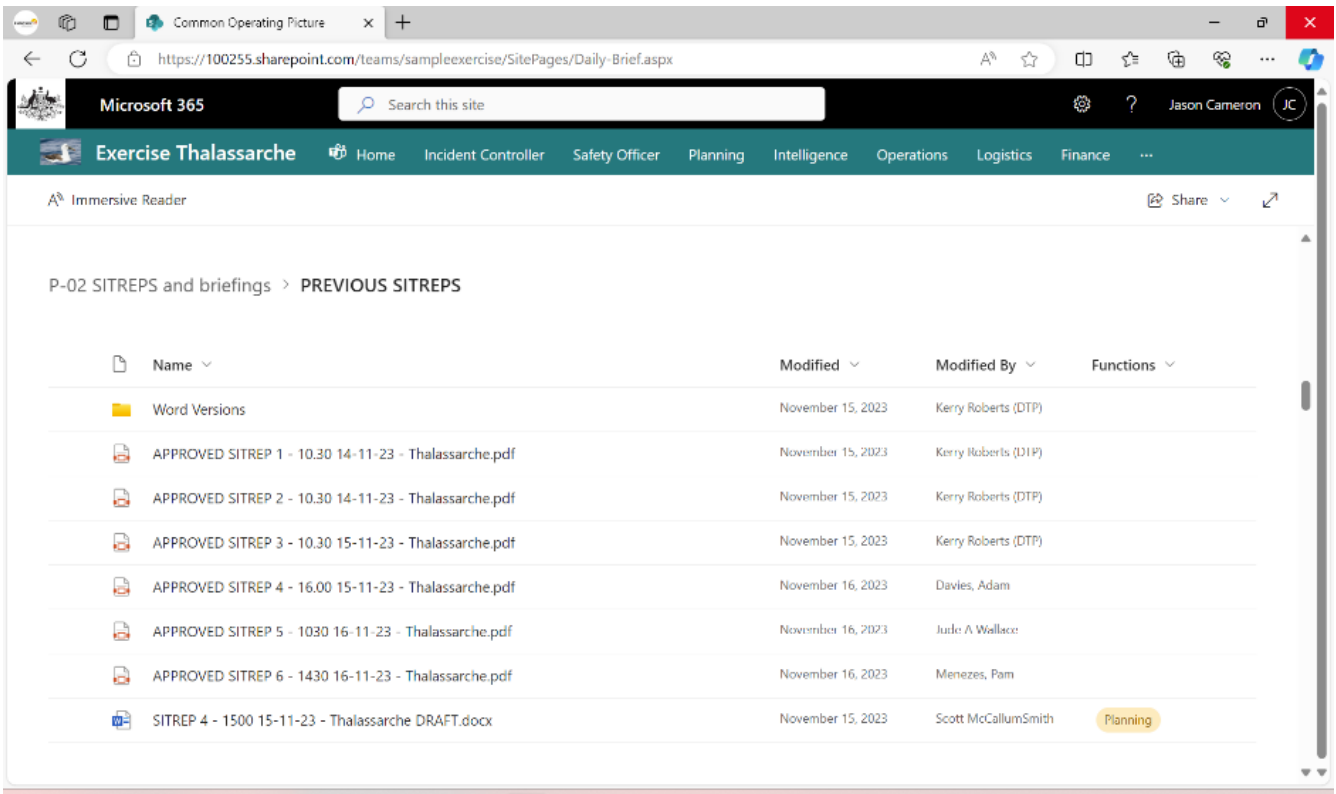 Common Operating Picture
https://100255.sharepoint.com/teams/sampleexercise/SitePages/Daily-Brief.aspx
Microsoft 365 Search this site ? Jason Cameron JC
Exercise Thalassarche Home Incident Controller Safety Officer Planning Intelligence Operations Logistics Finance ...
Immersive Reader Share
P-02 SITREPS and briefings > PREVIOUS SITREPS
Name Modified Modified By Functions
Word Versions November 15, 2023 Kerry Roberts (DTP)
APPROVED SITREP 1 - 10.30 14-11-23 - Thalassarche.pdf November 15, 2023 Kerry Roberts (DTP)
APPROVED SITREP 2 - 10.30 14-11-23 - Thalassarche.pdf November 15, 2023 Kerry Roberts (DTP)
APPROVED SITREP 3 - 10.30 15-11-23 - Thalassarche.pdf November 15, 2023 Kerry Roberts (DTP)
APPROVED SITREP 4 - 16.00 15-11-23 - Thalassarche.pdf November 16, 2023 Davies, Adam
APPROVED SITREP 5 - 1030 16-11-23 - Thalassarche.pdf November 16, 2023 Jude A Wallace
APPROVED SITREP 6 - 1430 16-11-23 - Thalassarche.pdf November 16, 2023 Menezes, Pam
SITREP 4 - 1500 15-11-23 - Thalassarche DRAFT.docx November 15, 2023 Scott McCallumSmith Planning